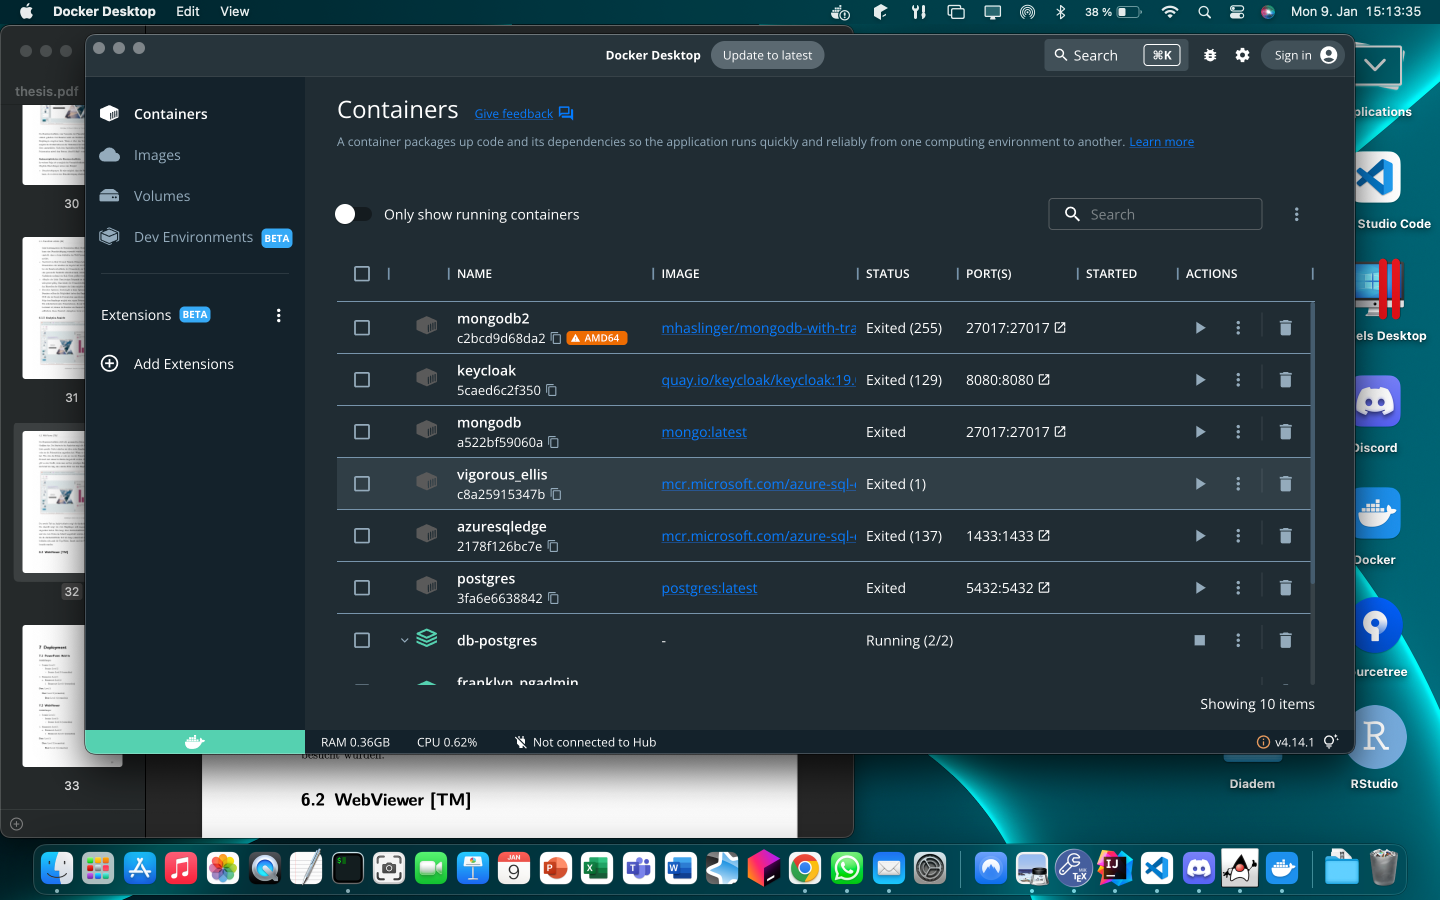 Docker Desktop Edit View
38 % Mon 9. Jan 15:13:35
thesis.pdf
30
31
32
33
Docker Desktop Update to latest
Search ⌘K
Sign in
Containers
Images
Volumes
Dev Environments BETA
Extensions BETA
Add Extensions
Containers Give feedback
A container packages up code and its dependencies so the application runs quickly and reliably from one computing environment to another. Learn more
Only show running containers
Search
NAME IMAGE STATUS PORT(S) STARTED ACTIONS
mongodb2
c2bcd9d68da2 AMD64 mhaslinger/mongodb-with-tra Exited (255) 27017:27017
keycloak
5caed6c2f350 quay.io/keycloak/keycloak:19. Exited (129) 8080:8080
mongodb
a522bf59060a mongo:latest Exited 27017:27017
vigorous_ellis
c8a25915347b mcr.microsoft.com/azure-sql- Exited (1)
azuresqledge
2178f126bc7e mcr.microsoft.com/azure-sql- Exited (137) 1433:1433
postgres
3fa6e6638842 postgres:latest Exited 5432:5432
db-postgres - Running (2/2)
franklyn_pgadmin
Showing 10 items
RAM 0.36GB CPU 0.62% Not connected to Hub
v4.14.1
plications
Studio Code
els Desktop
Discord
Docker
urcetree
Diadem
RStudio
R
7 Deployment
besucht wurden.
6.2 WebViewer [TM]
JAN
9